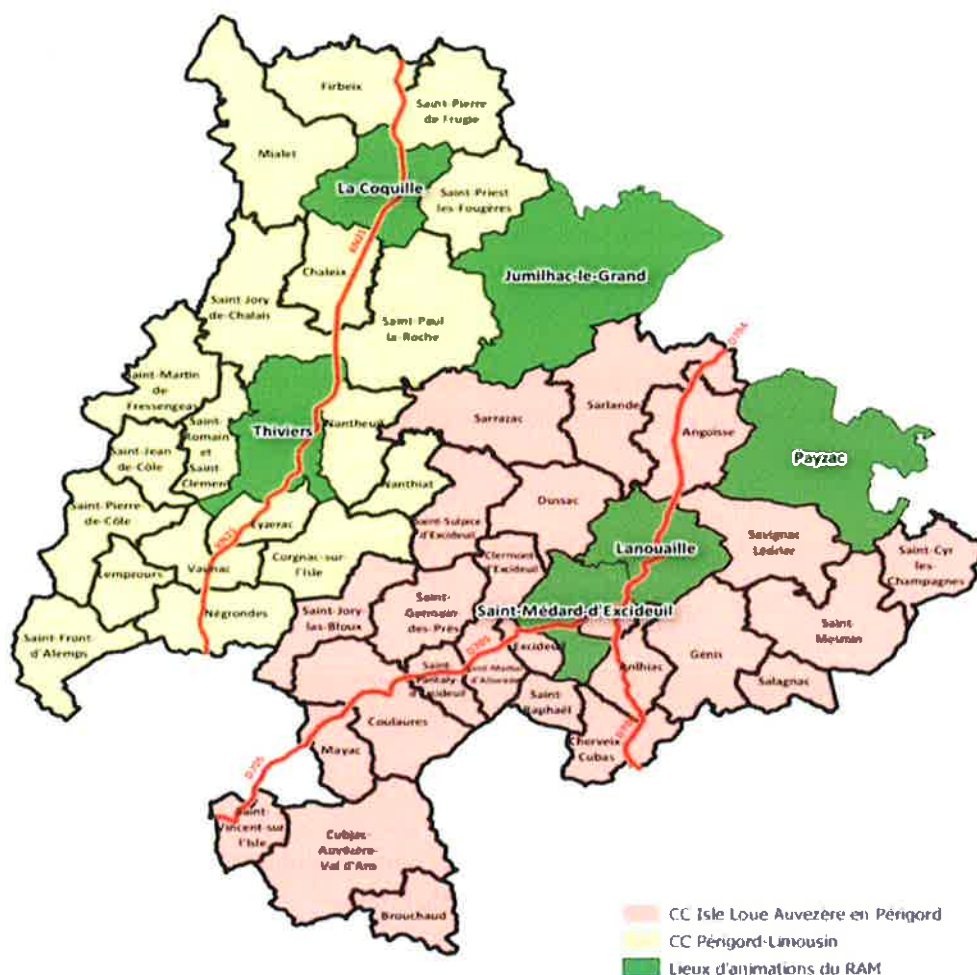 Firbeix
Saint-Pierre
de Frugie
Mialet
La Coquille
Saint-Priest
les-Fougères
RN21
Jumilhac-le-Grand
Chaleix
Saint Jory
de-Chalais
Saint-Paul
la-Roche
D704
Saint-Martin
de
Fressengeas
Sarlande
Sarrazac
Angoisse
Saint-
Romain
et
Saint-
Clement
Thiviers
Nantheuil
Saint-Jean
de-Côle
Payzac
Nanthiat
Dussac
Saint-Pierre
de-Côle
Saint-Sulpice
d'Excideuil
Eyzerac
Lanouaille
Savignac
Lédrier
RN21
Vaunac
Corgnac-sur-
l'Isle
Clermont
d'Excideuil
Saint-Cyr
les-
Champagnes
Lempzours
Négrondes
Saint-Jory
las-Bloux
Saint-
Germain
des-Prés
Saint-Médard-d'Excideuil
Saint-
Mesmin
Saint-Front
d'Alemps
D705
Excideuil
Anlhiac
Génis
Saint-
Pantaly
d'Excideuil
Salagnac
Saint-
Raphaël
Coulaures
Mayac
Cherveix
Cubas
D705
Saint-
Vincent-sur
l'Isle
Cubjac-
Auvézère-
Val d'Ans
Brouchaud
CC Isle Loue Auvezère en Périgord
CC Périgord-Limousin
Lieux d'animations du RAM